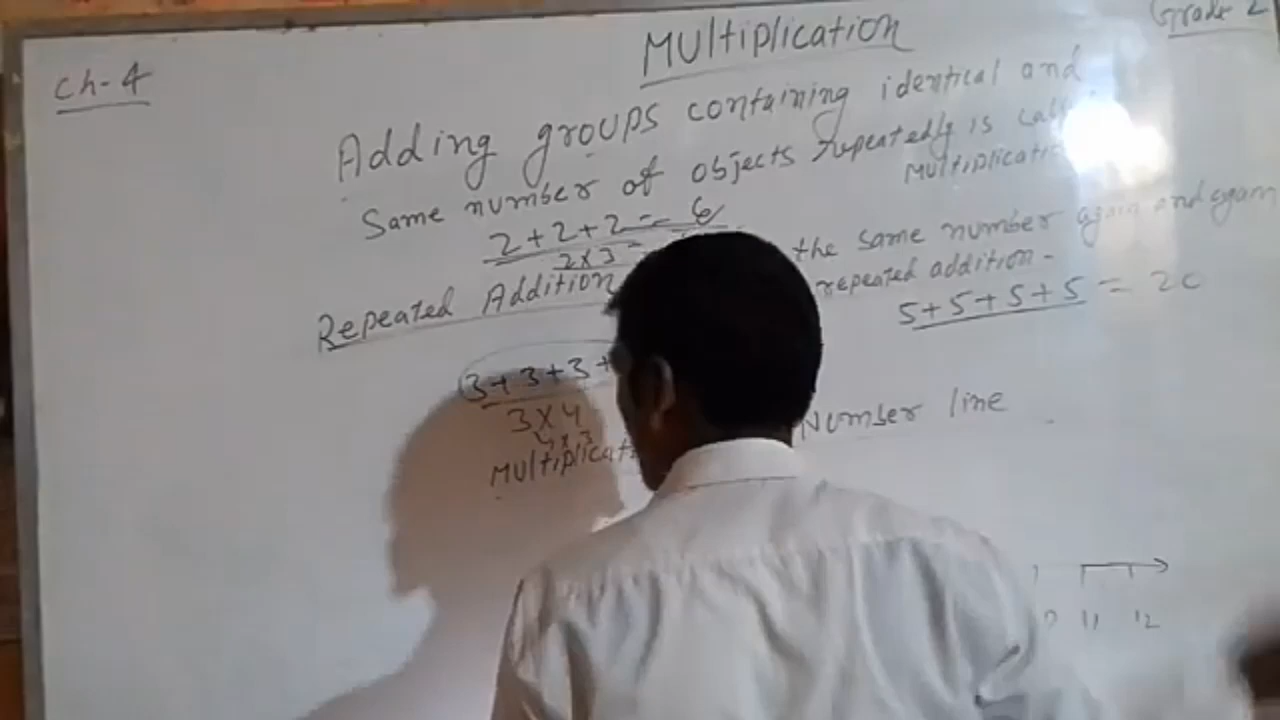 Ch-4
Multiplication
Grade 2
Adding groups containing identical and
Same number of objects repeatedly is
Multiplicati
2+2+2 = 6
2x3 =
Repeated Addition the same number again and again
repeated addition -
5+5+5+5 = 20
3+3+3+
3x4
4x3
Multiplicati Number line
11 12